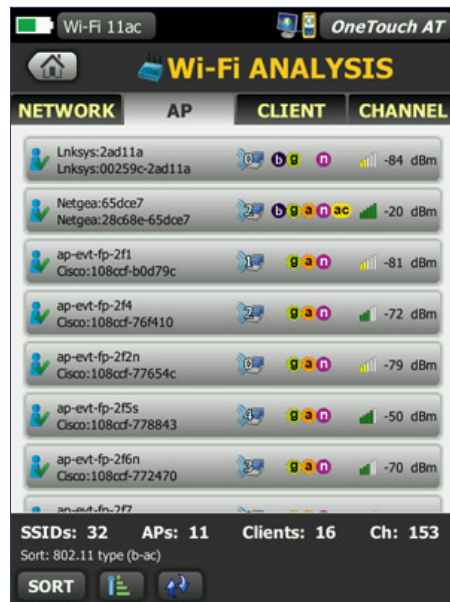 Wi-Fi 11ac
OneTouch AT
Wi-Fi ANALYSIS
NETWORK AP CLIENT CHANNEL
Lnksys:2ad11a
Lnksys:00259c-2ad11a
0 b g n -84 dBm
Netgea:65dce7
Netgea:28c68e-65dce7
2 b g a n ac -20 dBm
ap-evt-fp-2f1
Cisco:108ccf-b0d79c
1 g a n -81 dBm
ap-evt-fp-2f4
Cisco:108ccf-76f410
2 g a n -72 dBm
ap-evt-fp-2f2n
Cisco:108ccf-77654c
0 g a n -79 dBm
ap-evt-fp-2f5s
Cisco:108ccf-778843
g a n -50 dBm
ap-evt-fp-2f6n
Cisco:108ccf-772470
g a n -70 dBm
ap-evt-fp-2f7
SSIDs: 32 APs: 11 Clients: 16 Ch: 153
Sort: 802.11 type (b-ac)
SORT